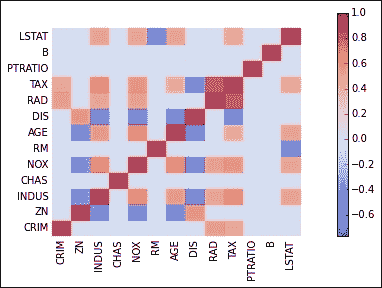 LSTAT
B
PTRATIO
TAX
RAD
DIS
AGE
RM
NOX
CHAS
INDUS
ZN
CRIM
CRIM
ZN
INDUS
CHAS
NOX
RM
AGE
DIS
RAD
TAX
PTRATIO
B
LSTAT
1.0
0.8
0.6
0.4
0.2
0.0
−0.2
−0.4
−0.6